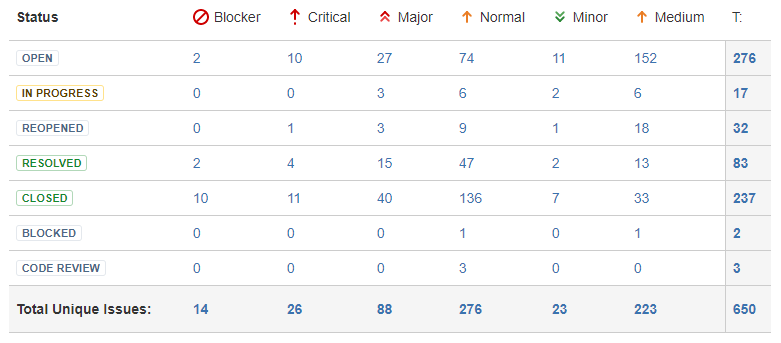 Status Blocker Critical Major Normal Minor Medium T:
OPEN 2 10 27 74 11 152 276
IN PROGRESS 0 0 3 6 2 6 17
REOPENED 0 1 3 9 1 18 32
RESOLVED 2 4 15 47 2 13 83
CLOSED 10 11 40 136 7 33 237
BLOCKED 0 0 0 1 0 1 2
CODE REVIEW 0 0 0 3 0 0 3
Total Unique Issues: 14 26 88 276 23 223 650